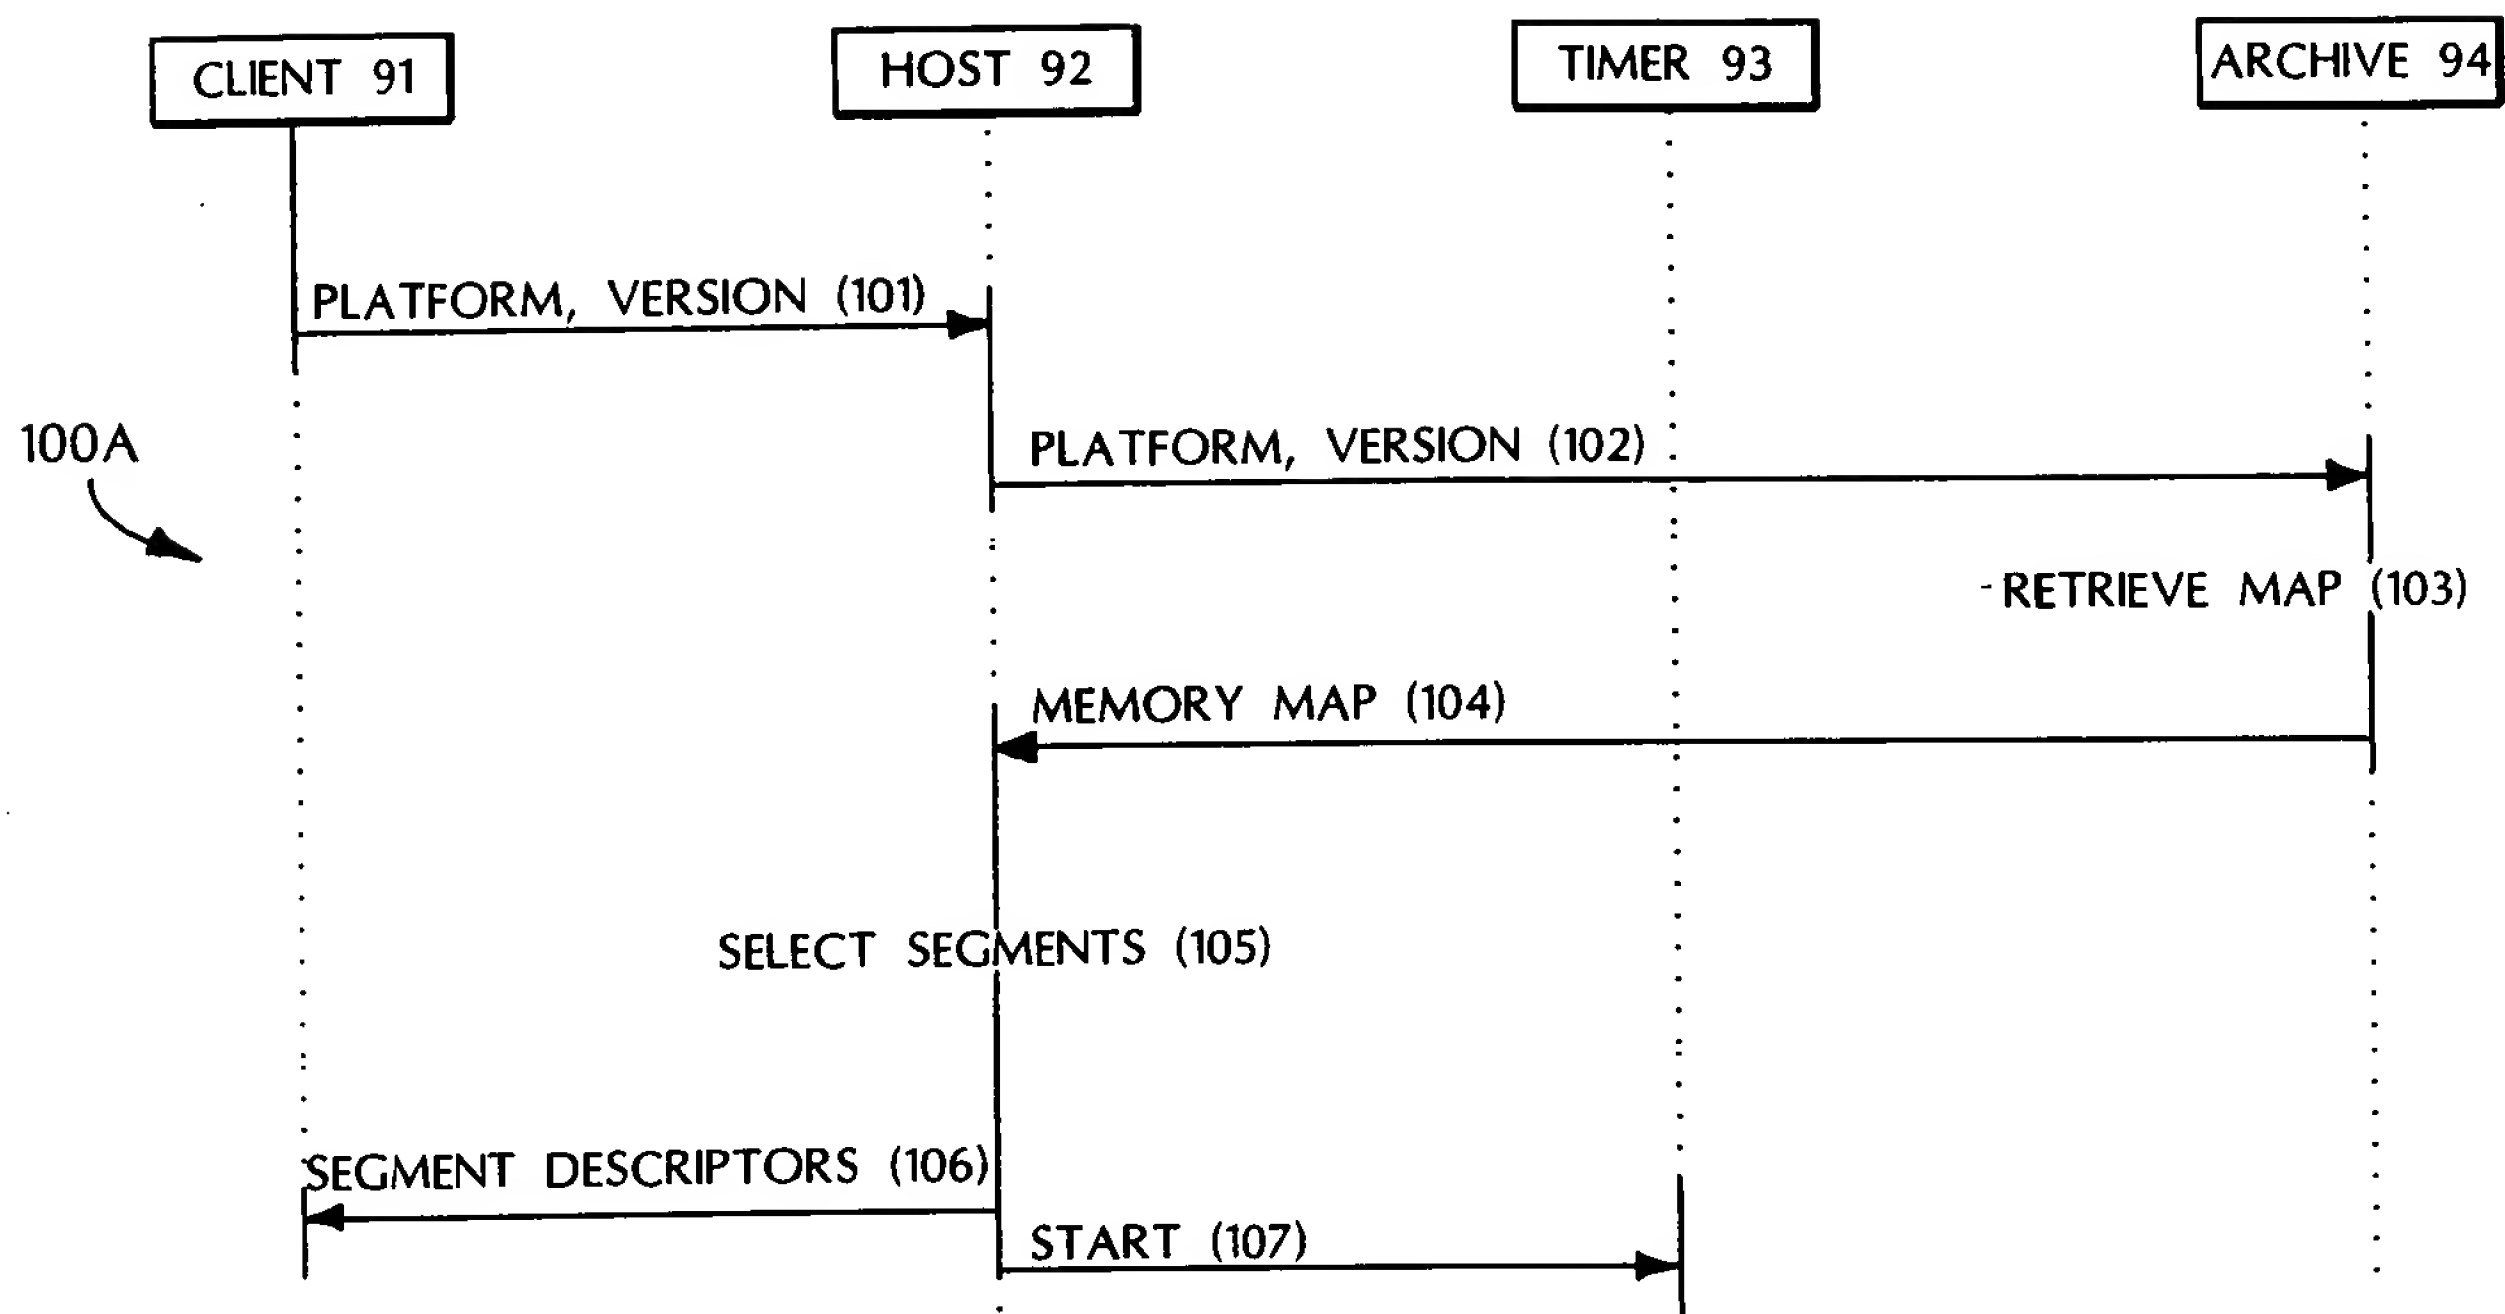 CLIENT 91
HOST 92
TIMER 93
ARCHIVE 94
PLATFORM, VERSION (101)
100A
PLATFORM, VERSION (102)
RETRIEVE MAP (103)
MEMORY MAP (104)
SELECT SEGMENTS (105)
SEGMENT DESCRIPTORS (106)
START (107)